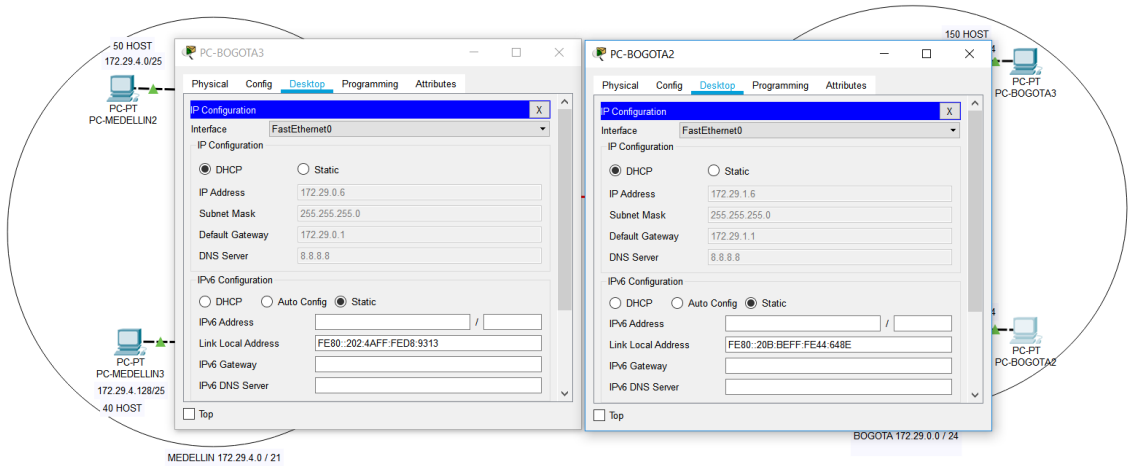 50 HOST
172.29.4.0/25
PC-PT
PC-MEDELLIN2
PC-PT
PC-MEDELLIN3
172.29.4.128/25
40 HOST
MEDELLIN 172.29.4.0 / 21
PC-BOGOTA3
Physical Config Desktop Programming Attributes
IP Configuration X
Interface FastEthernet0
IP Configuration
DHCP Static
IP Address 172.29.0.6
Subnet Mask 255.255.255.0
Default Gateway 172.29.0.1
DNS Server 8.8.8.8
IPv6 Configuration
DHCP Auto Config Static
IPv6 Address /
Link Local Address FE80::202:4AFF:FED8:9313
IPv6 Gateway
IPv6 DNS Server
Top
PC-BOGOTA2
Physical Config Desktop Programming Attributes
IP Configuration X
Interface FastEthernet0
IP Configuration
DHCP Static
IP Address 172.29.1.6
Subnet Mask 255.255.255.0
Default Gateway 172.29.1.1
DNS Server 8.8.8.8
IPv6 Configuration
DHCP Auto Config Static
IPv6 Address /
Link Local Address FE80::20B:BEFF:FE44:648E
IPv6 Gateway
IPv6 DNS Server
Top
150 HOST
4
PC-PT
PC-BOGOTA3
4
PC-PT
PC-BOGOTA2
BOGOTA 172.29.0.0 / 24